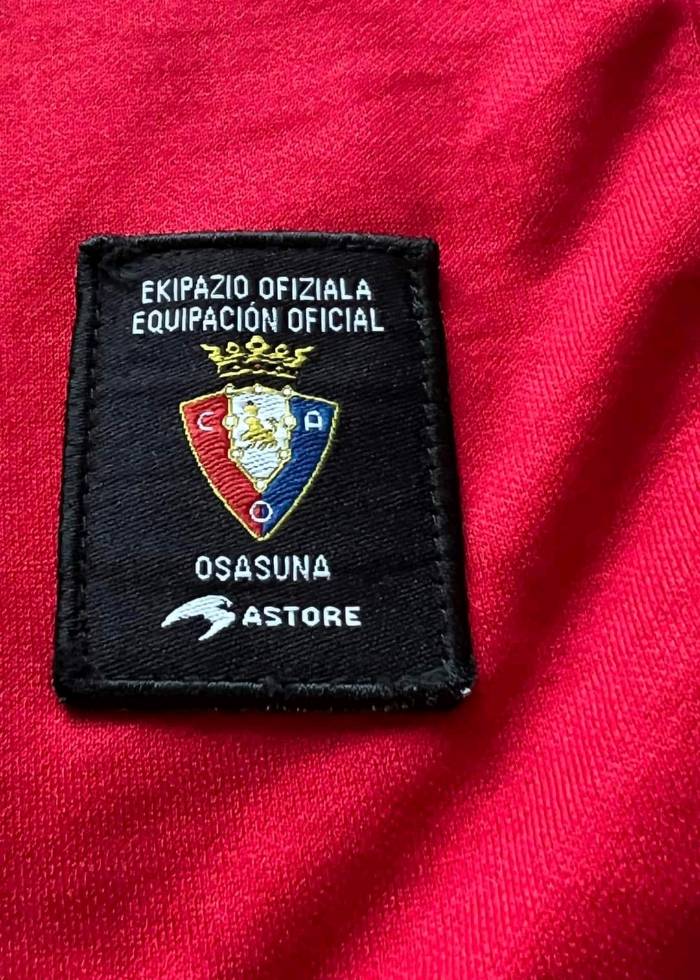 EKIPAZIO OFIZIALA
EQUIPACIÓN OFICIAL
C A
O
OSASUNA
ASTORE